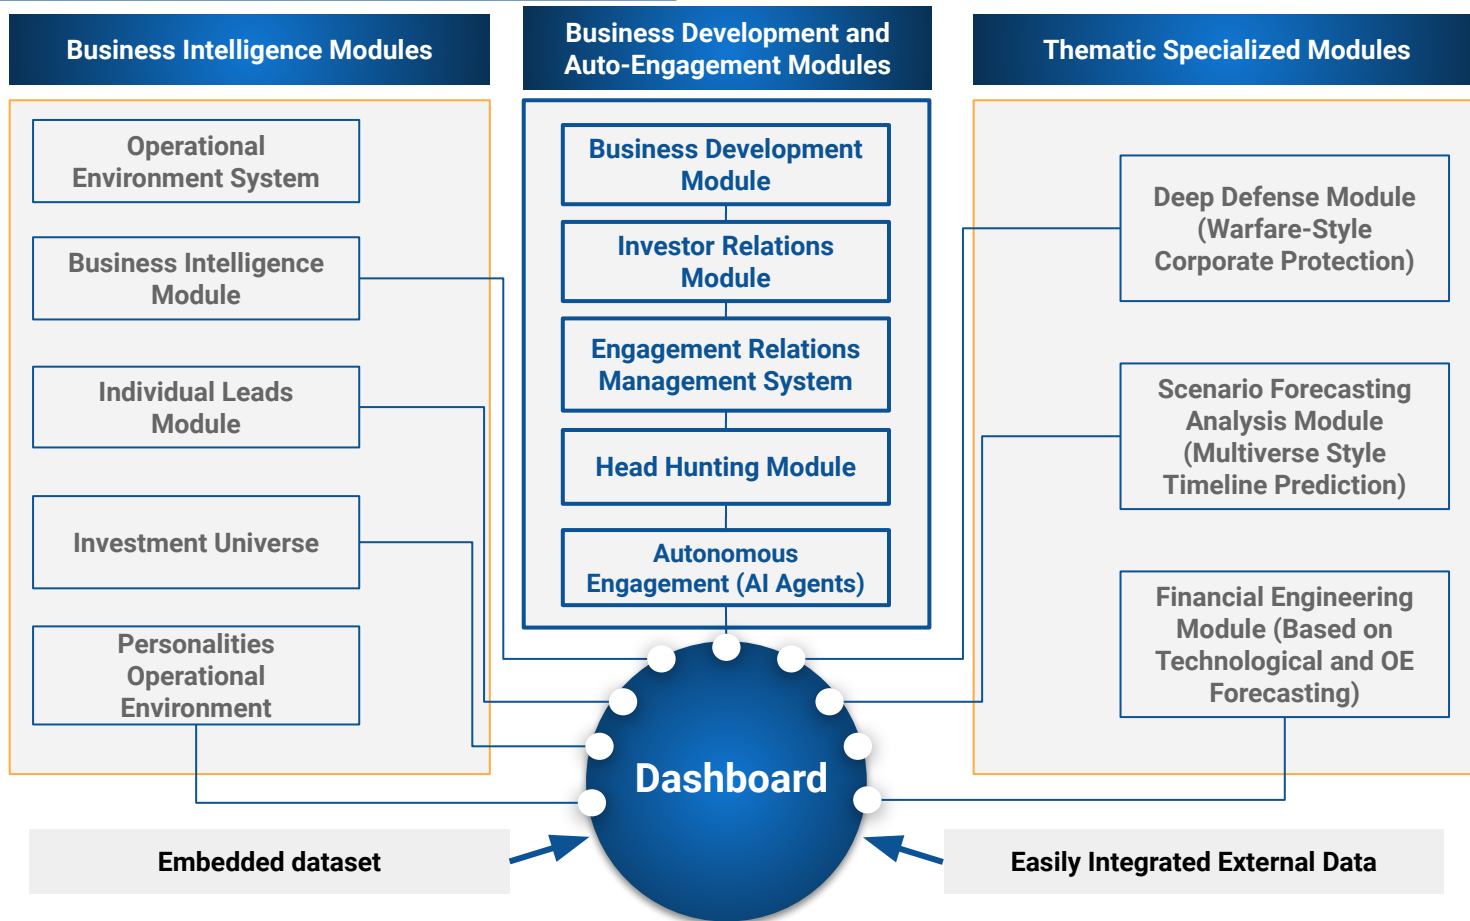 Business Intelligence Modules
Business Development and
Auto-Engagement Modules
Thematic Specialized Modules
Operational
Environment System
Business Intelligence
Module
Individual Leads
Module
Investment Universe
Personalities
Operational
Environment
Business Development
Module
Investor Relations
Module
Engagement Relations
Management System
Head Hunting Module
Autonomous
Engagement (AI Agents)
Deep Defense Module
(Warfare-Style
Corporate Protection)
Scenario Forecasting
Analysis Module
(Multiverse Style
Timeline Prediction)
Financial Engineering
Module (Based on
Technological and OE
Forecasting)
Dashboard
Embedded dataset
Easily Integrated External Data